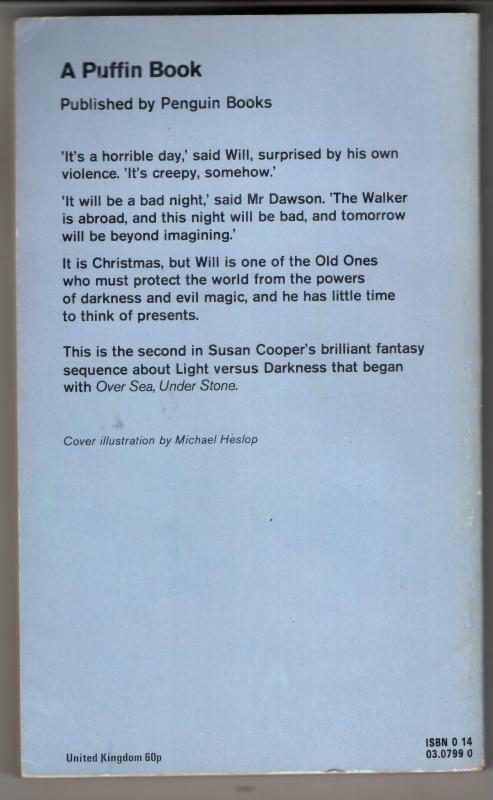 A Puffin Book
Published by Penguin Books
'It's a horrible day,' said Will, surprised by his own
violence. 'It's creepy, somehow.'
'It will be a bad night,' said Mr Dawson. 'The Walker
is abroad, and this night will be bad, and tomorrow
will be beyond imagining.'
It is Christmas, but Will is one of the Old Ones
who must protect the world from the powers
of darkness and evil magic, and he has little time
to think of presents.
This is the second in Susan Cooper's brilliant fantasy
sequence about Light versus Darkness that began
with Over Sea, Under Stone.
Cover illustration by Michael Heslop
United Kingdom 60p
ISBN 0 14
03.0799 0